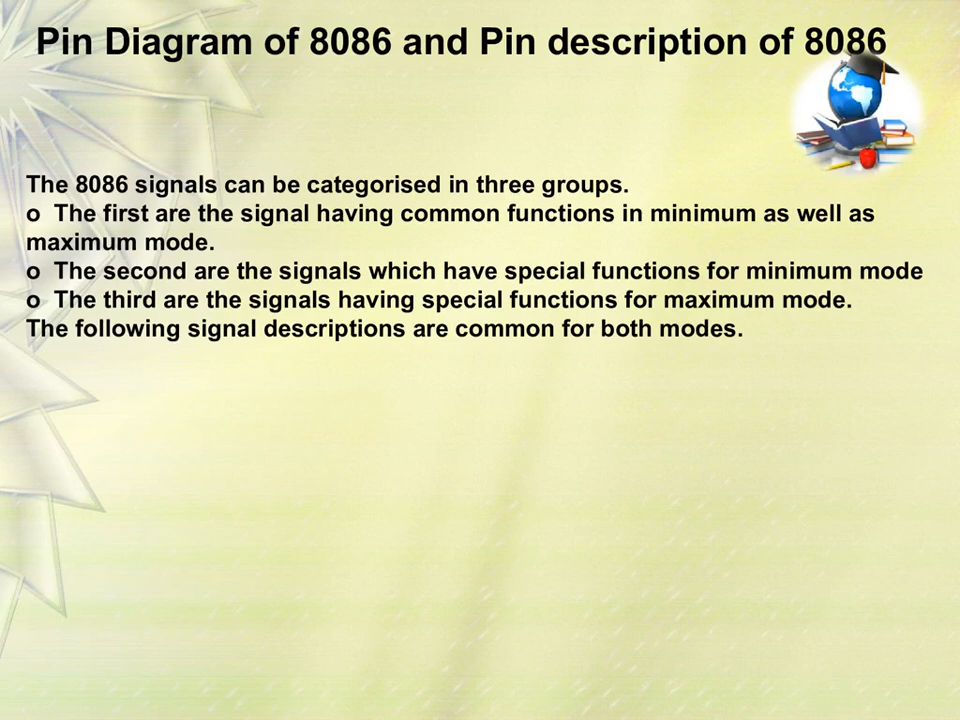 Pin Diagram of 8086 and Pin description of 8086
The 8086 signals can be categorised in three groups.
o The first are the signal having common functions in minimum as well as
maximum mode.
o The second are the signals which have special functions for minimum mode
o The third are the signals having special functions for maximum mode.
The following signal descriptions are common for both modes.